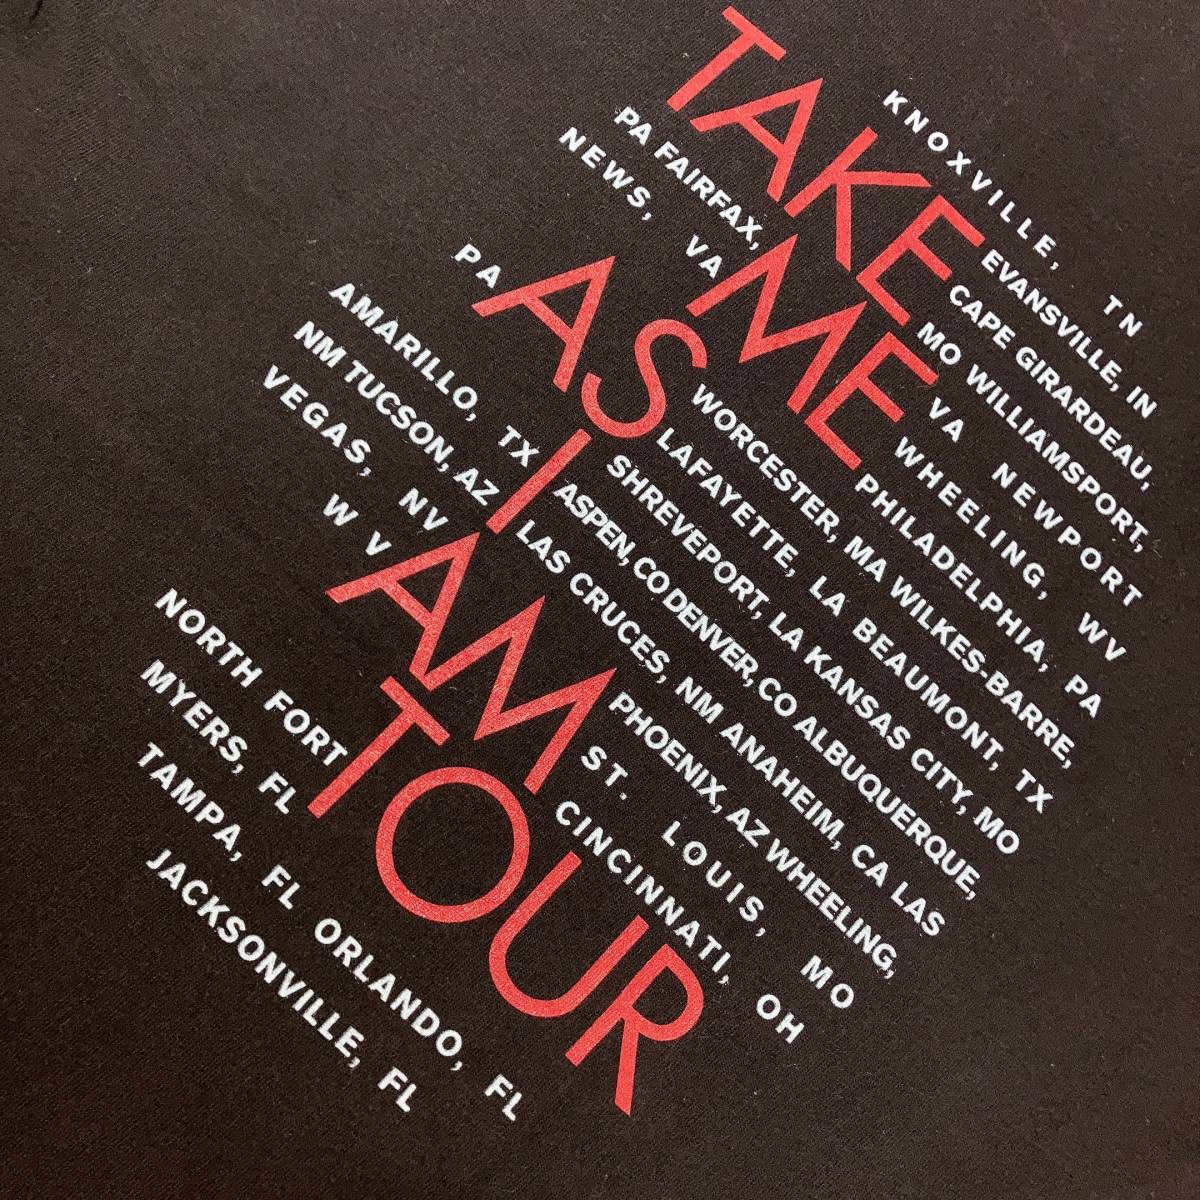 KNOXVILLE, TN
TAKE EVANSVILLE, IN
CAPE GIRARDEAU,
MO WILLIAMSPORT,
PA FAIRFAX, ME VA NEWPORT
NEWS, VA WHEELING, WV
PHILADELPHIA, PA
WORCESTER, MA WILKES-BARRE,
PA AS LAFAYETTE, LA BEAUMONT, TX
SHREVEPORT, LA KANSAS CITY, MO
AMARILLO, TX I ASPEN, CO DENVER, CO ALBUQUERQUE,
NM TUCSON, AZ LAS CRUCES, NM ANAHEIM, CA LAS
VEGAS, NV AM PHOENIX, AZ WHEELING,
W V ST. LOUIS, MO
CINCINNATI, OH
NORTH FORT TOUR
MYERS, FL
TAMPA, FL ORLANDO, FL
JACKSONVILLE, FL